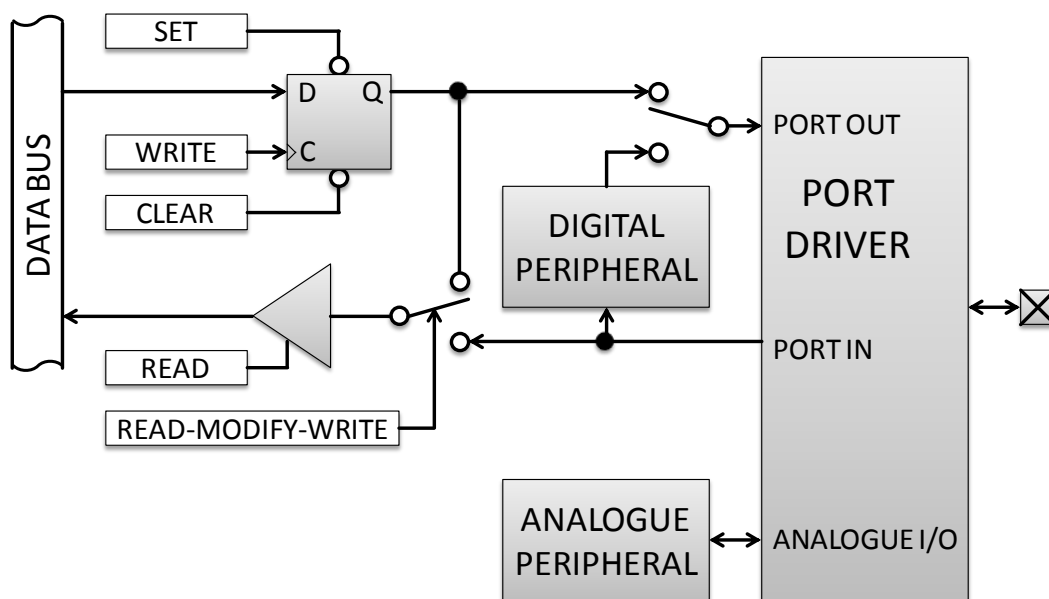 SET
D
Q
PORT OUT
WRITE
C
DATA BUS
CLEAR
DIGITAL
PERIPHERAL
PORT
DRIVER
PORT IN
READ
READ-MODIFY-WRITE
ANALOGUE
PERIPHERAL
ANALOGUE I/O